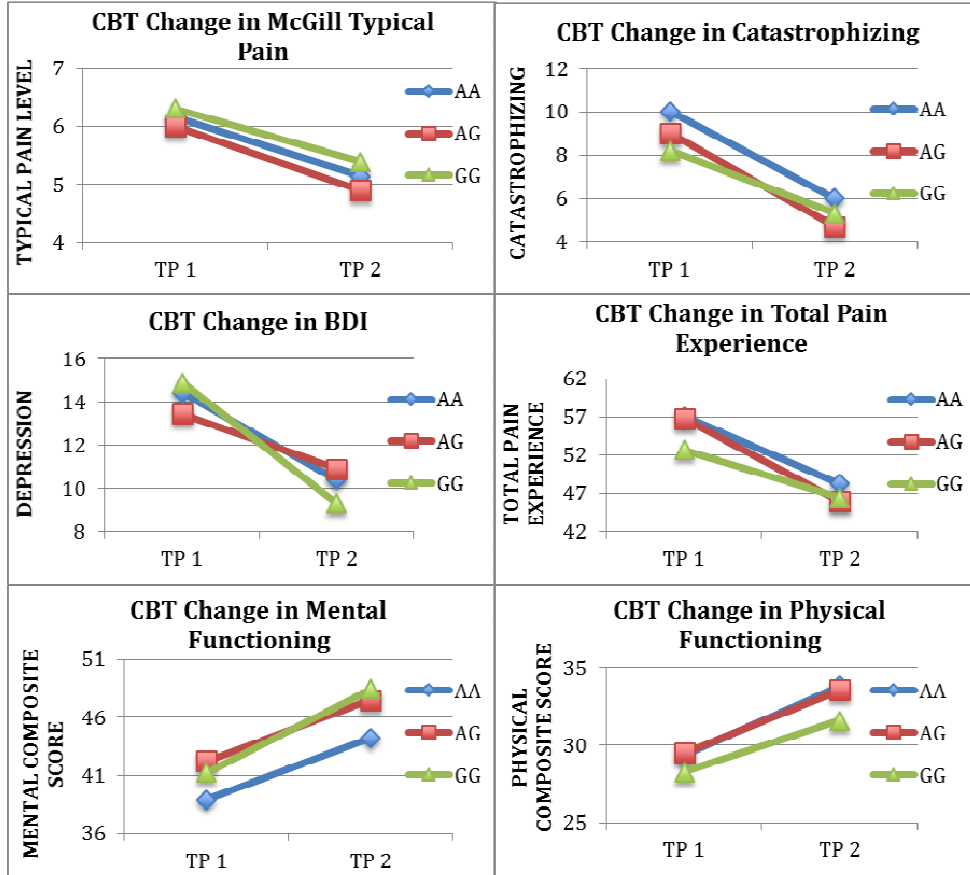 CBT Change in McGill Typical
Pain
TYPICAL PAIN LEVEL
7
6
5
4
TP 1
TP 2
AA
AG
GG
CBT Change in Catastrophizing
CATASTROPHIZING
12
10
8
6
4
TP 1
TP 2
AA
AG
GG
CBT Change in BDI
DEPRESSION
16
14
12
10
8
TP 1
TP 2
AA
AG
GG
CBT Change in Total Pain
Experience
TOTAL PAIN
EXPERIENCE
62
57
52
47
42
TP 1
TP 2
AA
AG
GG
CBT Change in Mental
Functioning
MENTAL COMPOSITE
SCORE
51
46
41
36
TP 1
TP 2
AA
AG
GG
CBT Change in Physical
Functioning
PHYSICAL
COMPOSITE SCORE
35
30
25
TP 1
TP 2
AA
AG
GG